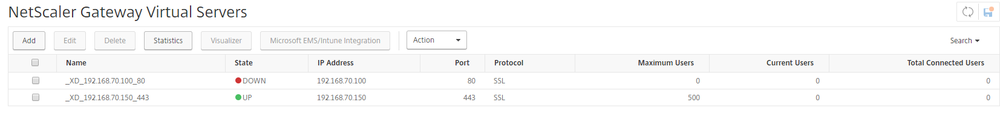 NetScaler Gateway Virtual Servers
Add Edit Delete Statistics Visualizer Microsoft EMS/Intune Integration Action Search
Name State IP Address Port Protocol Maximum Users Current Users Total Connected Users
_XD_192.168.70.100_80 DOWN 192.168.70.100 80 SSL 0 0 0
_XD_192.168.70.150_443 UP 192.168.70.150 443 SSL 500 0 0